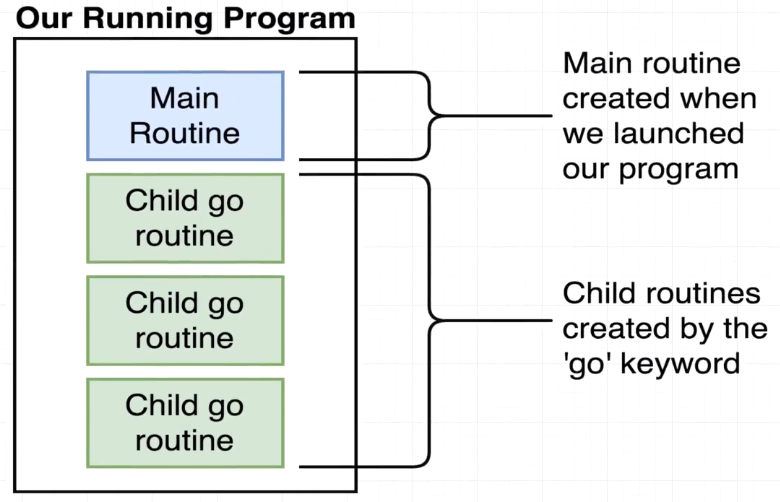 Our Running Program
Main
Routine
Child go
routine
Child go
routine
Child go
routine
Main routine
created when
we launched
our program
Child routines
created by the
'go' keyword